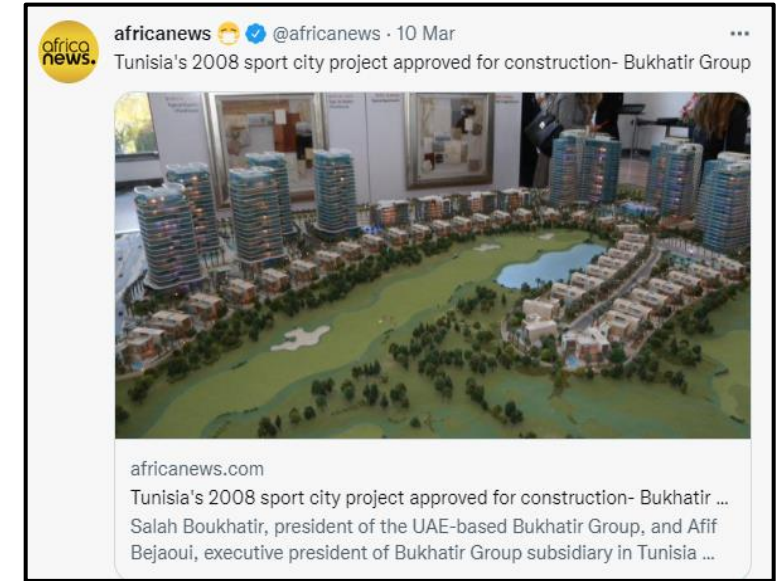 africa
news.
africanews 😷 @africanews · 10 Mar
Tunisia's 2008 sport city project approved for construction- Bukhatir Group
africanews.com
Tunisia's 2008 sport city project approved for construction- Bukhatir ...
Salah Boukhatir, president of the UAE-based Bukhatir Group, and Afif
Bejaoui, executive president of Bukhatir Group subsidiary in Tunisia ...